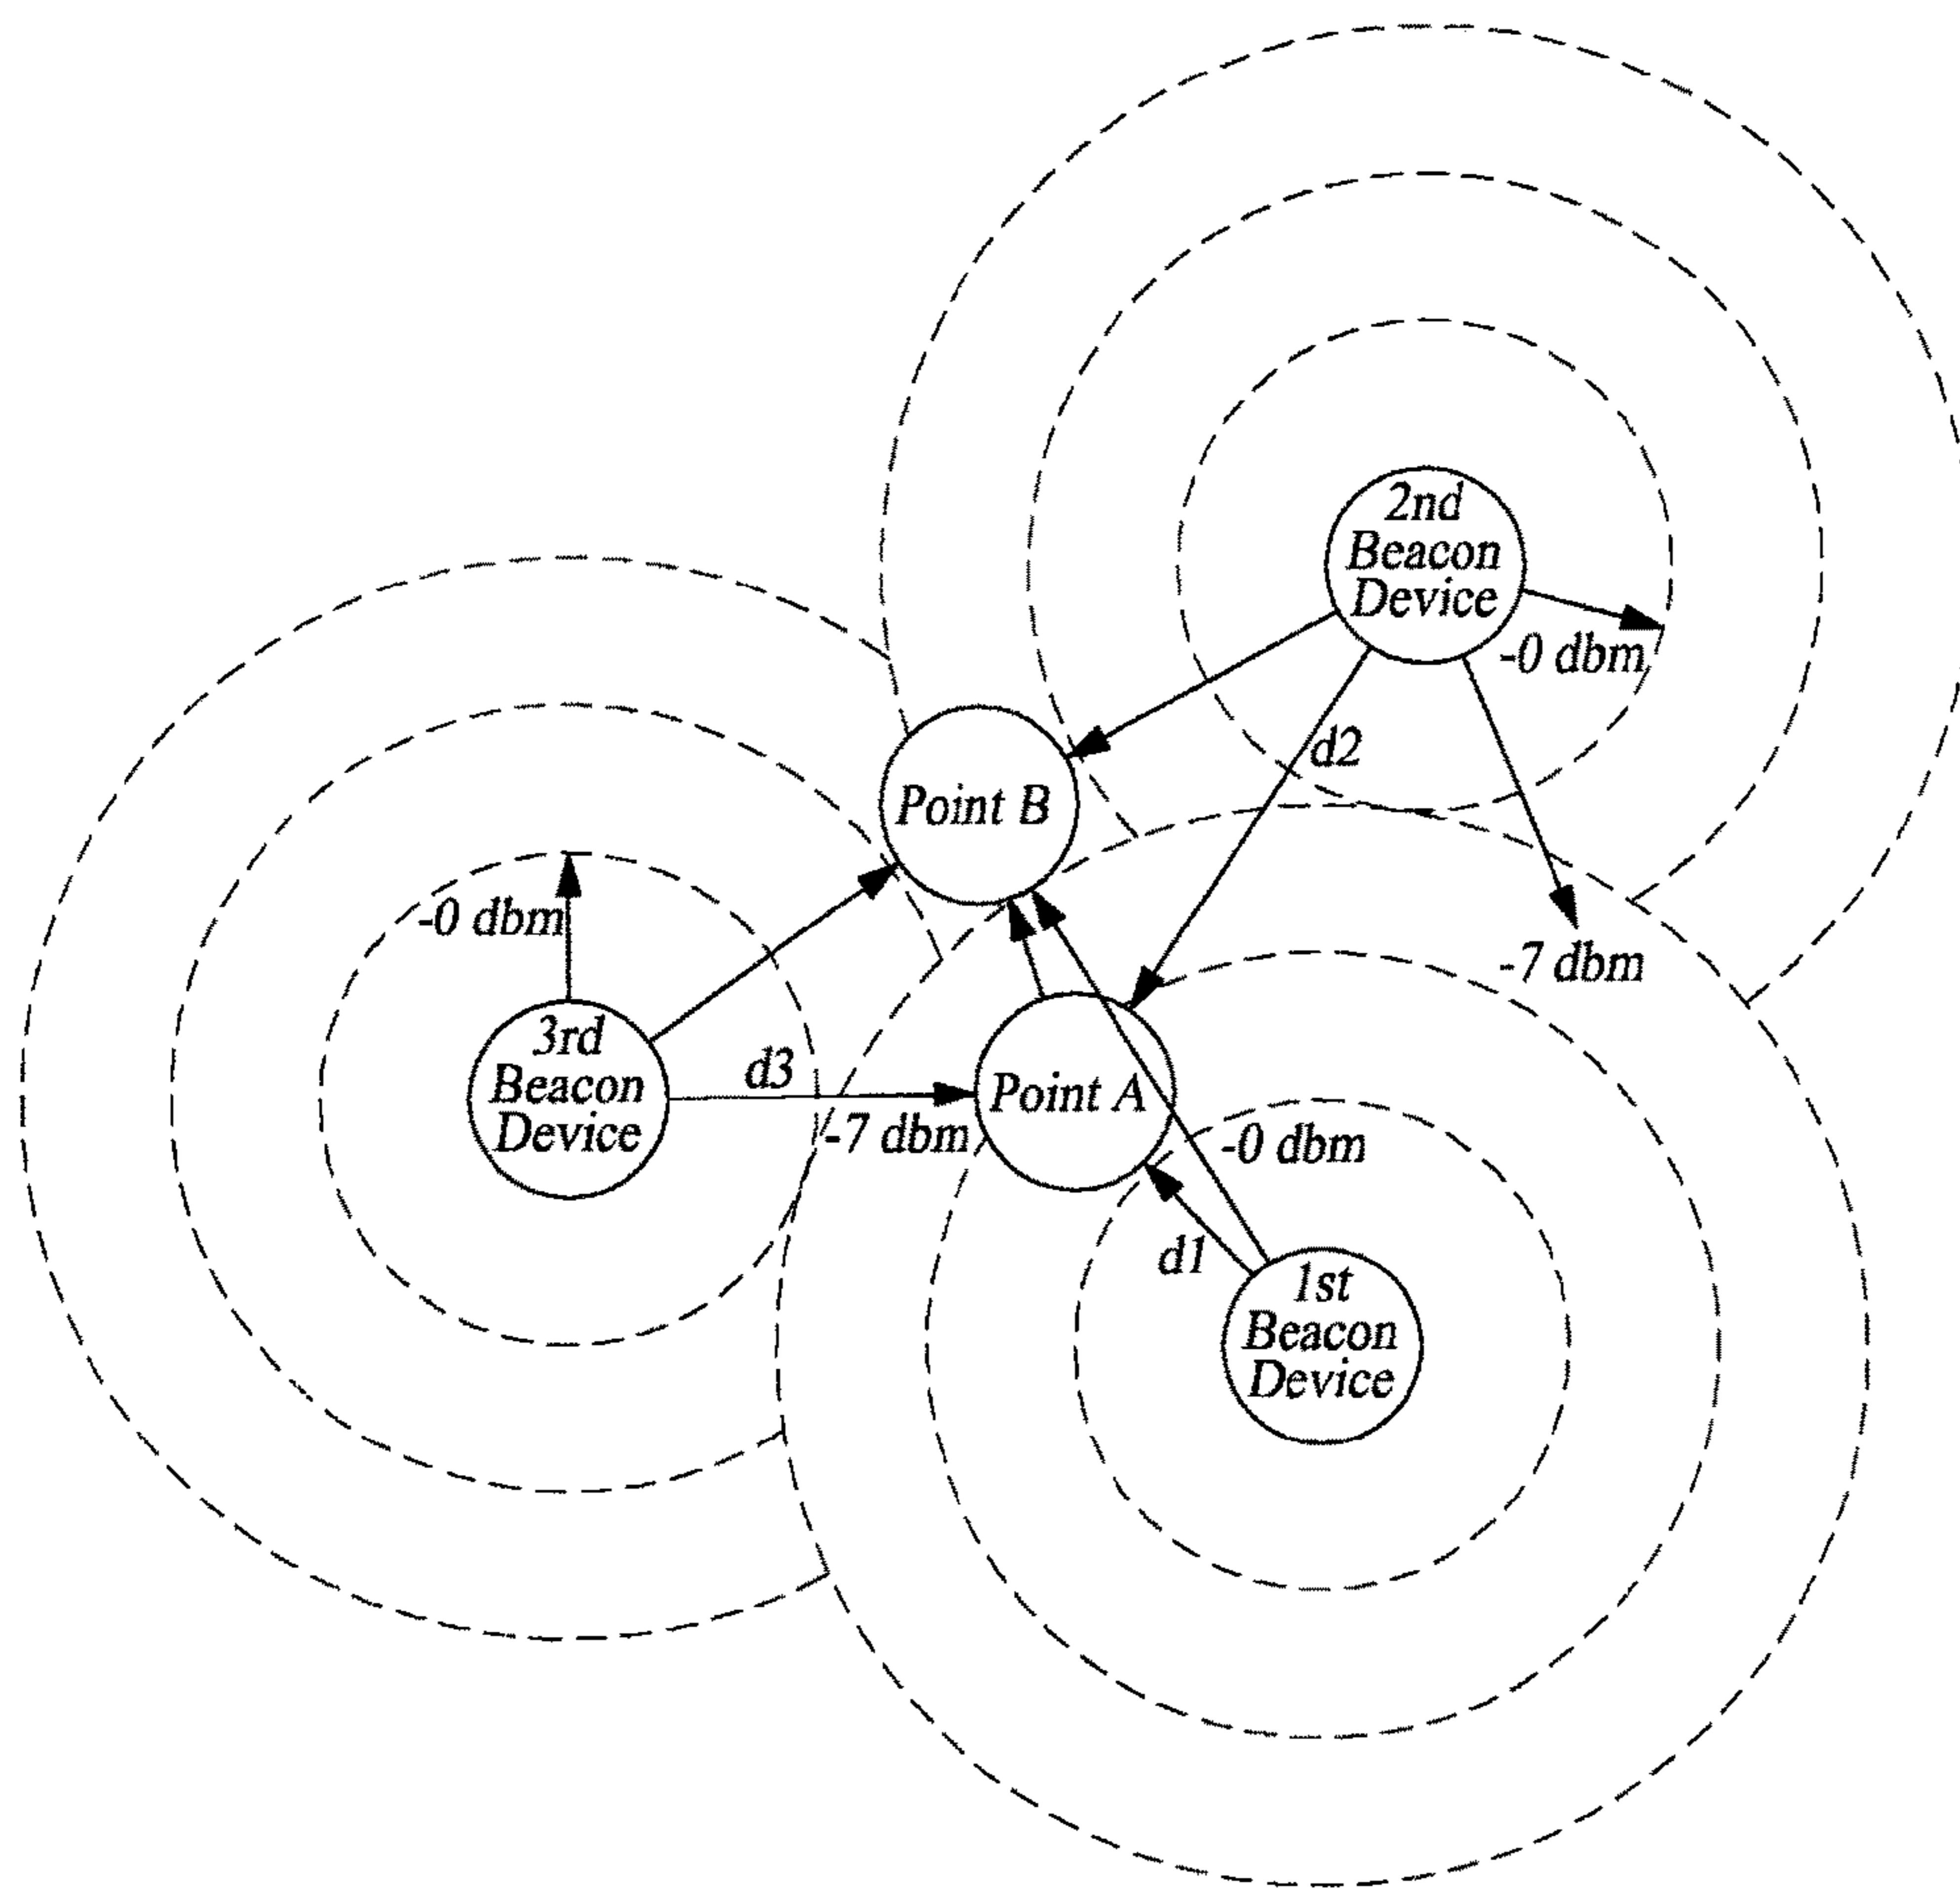 2nd
Beacon
Device
-0 dbm
d2
Point B
-7 dbm
-0 dbm
3rd
Beacon
Device
d3
-7 dbm
Point A
-0 dbm
d1
1st
Beacon
Device